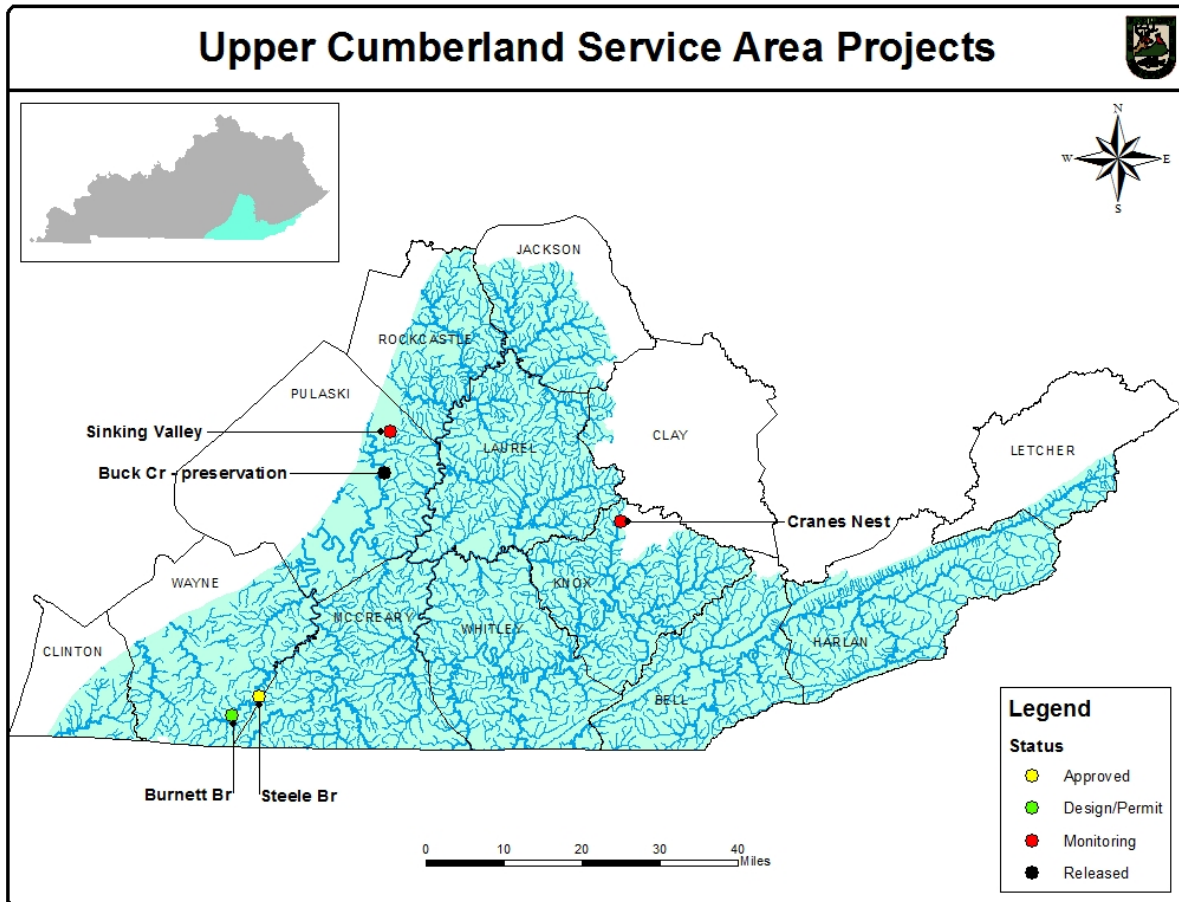 Upper Cumberland Service Area Projects
N
W
E
S
JACKSON
ROCKCASTLE
PULASKI
Sinking Valley
CLAY
LAUREL
LETCHER
Buck Cr - preservation
Cranes Nest
WAYNE
KNOX
MCCREARY
WHITLEY
CLINTON
HARLAN
BELL
Burnett Br
Steele Br
Legend
Status
Approved
Design/Permit
Monitoring
Released
0 5 10 20 30 40
Miles